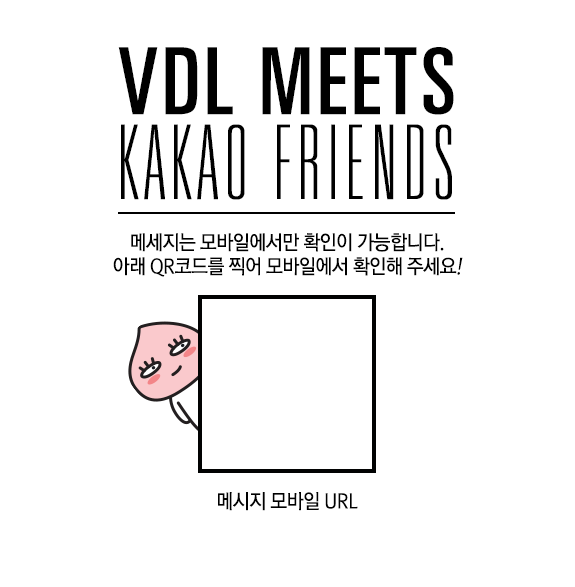 VDL MEETS
KAKAO FRIENDS
메세지는 모바일에서만 확인이 가능합니다.
아래 QR코드를 찍어 모바일에서 확인해 주세요!
메시지 모바일 URL